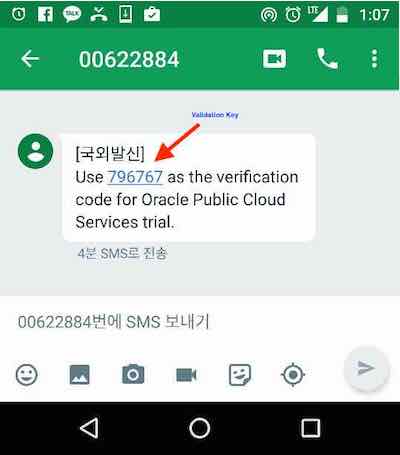 TALK
LTE
1:07
00622884
Validation Key
[국외발신]
Use 796767 as the verification
code for Oracle Public Cloud
Services trial.
4분 SMS로 전송
00622884번에 SMS 보내기